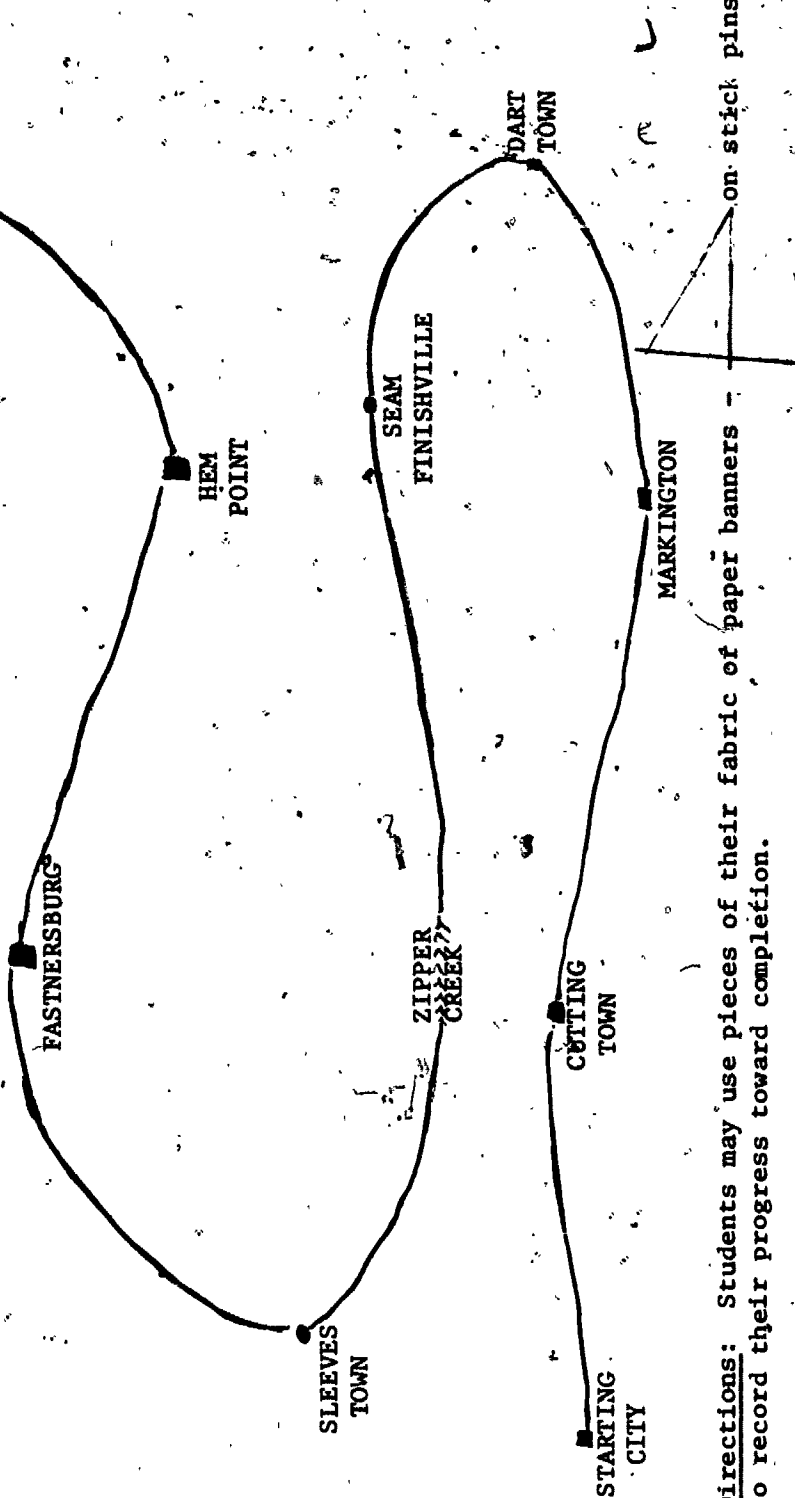 FASTNERSBURG
HEM
POINT
SLEEVES
TOWN
ZIPPER
CREEK
SEAM
FINISHVILLE
DART
TOWN
STARTING
CITY
CUTTING
TOWN
MARKINGTON
irections: Students may use pieces of their fabric of paper banners - on stick pins
o record their progress toward completion.